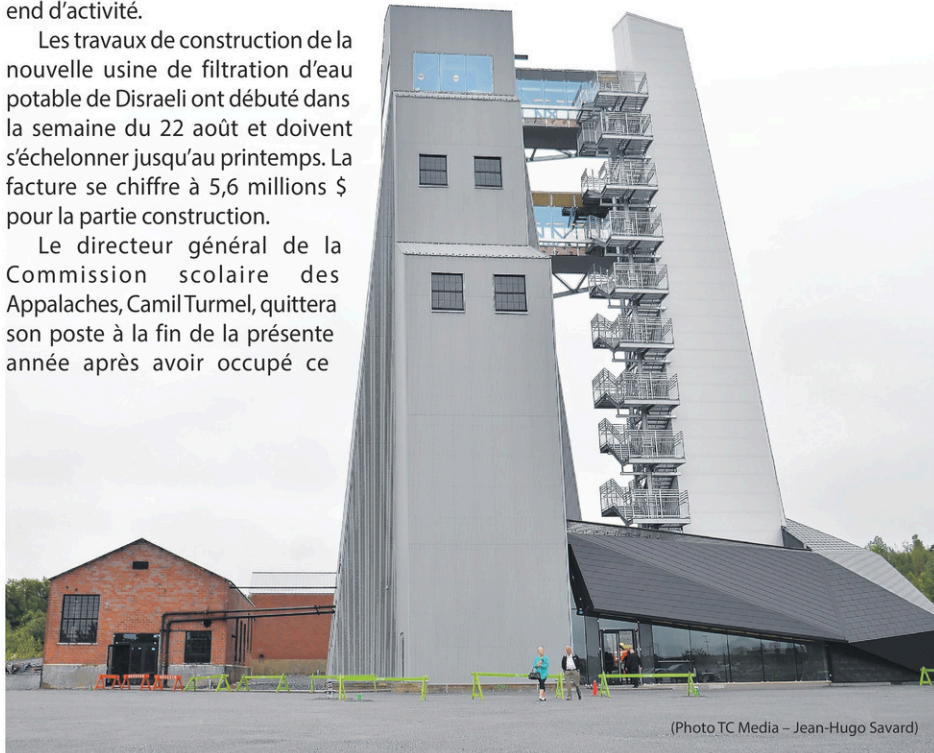 end d’activité.
Les travaux de construction de la
nouvelle usine de filtration d’eau
potable de Disraeli ont débuté dans
la semaine du 22 août et doivent
s’échelonner jusqu’au printemps. La
facture se chiffre à 5,6 millions $
pour la partie construction.
Le directeur général de la
Commission scolaire des
Appalaches, Camil Turmel, quittera
son poste à la fin de la présente
année après avoir occupé ce
(Photo TC Media – Jean-Hugo Savard)